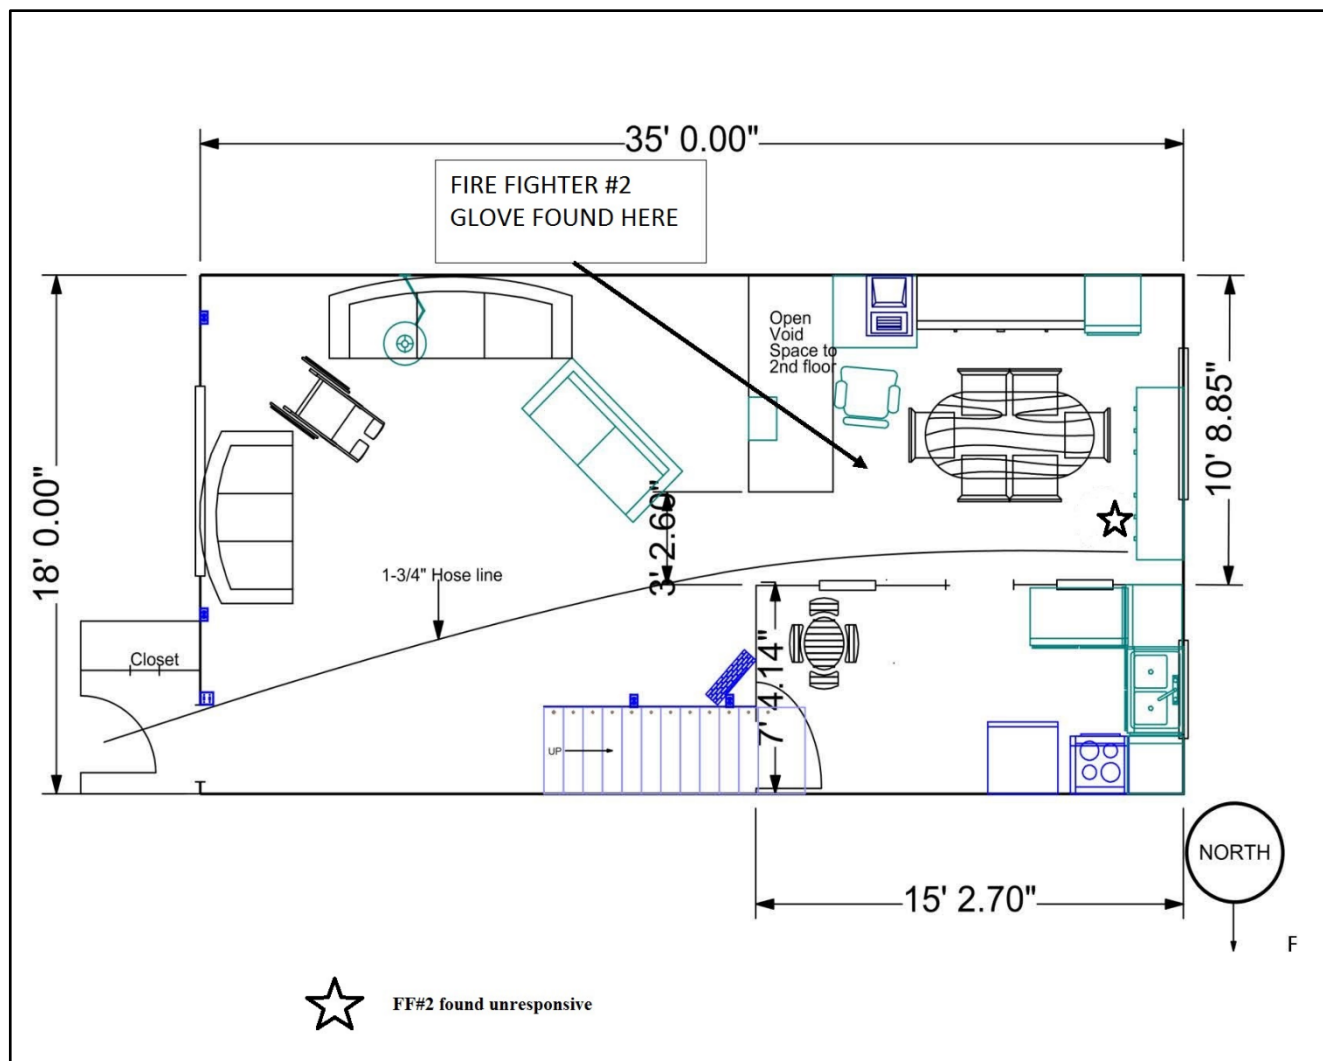 35' 0.00"
FIRE FIGHTER #2
GLOVE FOUND HERE
Open
Void
Space to
2nd floor
18' 0.00"
10' 8.85"
3' 2.60"
1-3/4" Hose line
Closet
7' 4.14"
UP
NORTH
15' 2.70"
F
FF#2 found unresponsive